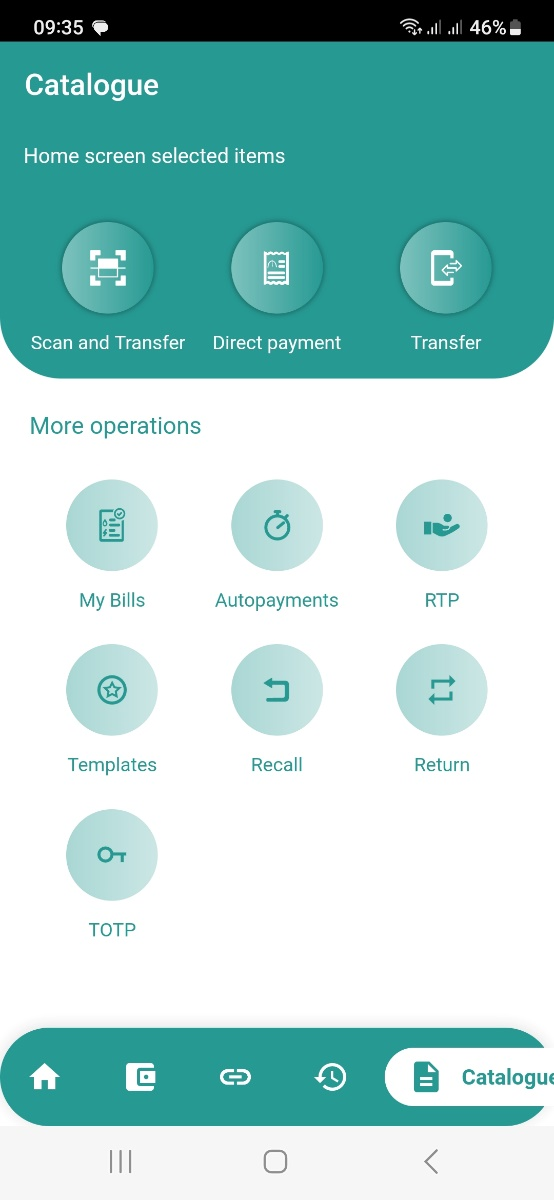 09:35
46%
Catalogue
Home screen selected items
Scan and Transfer
Direct payment
Transfer
More operations
My Bills
Autopayments
RTP
Templates
Recall
Return
TOTP
Catalogue